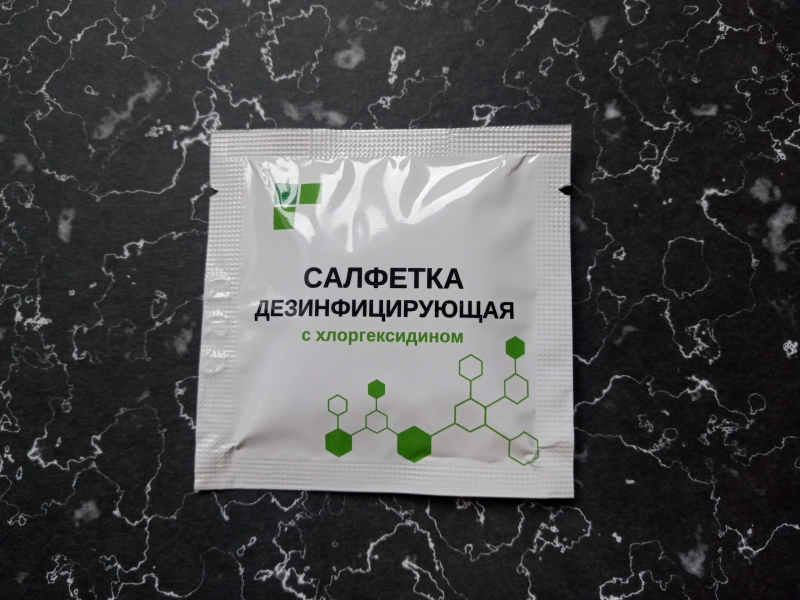 САЛФЕТКА
ДЕЗИНФИЦИРУЮЩАЯ
с хлоргексидином